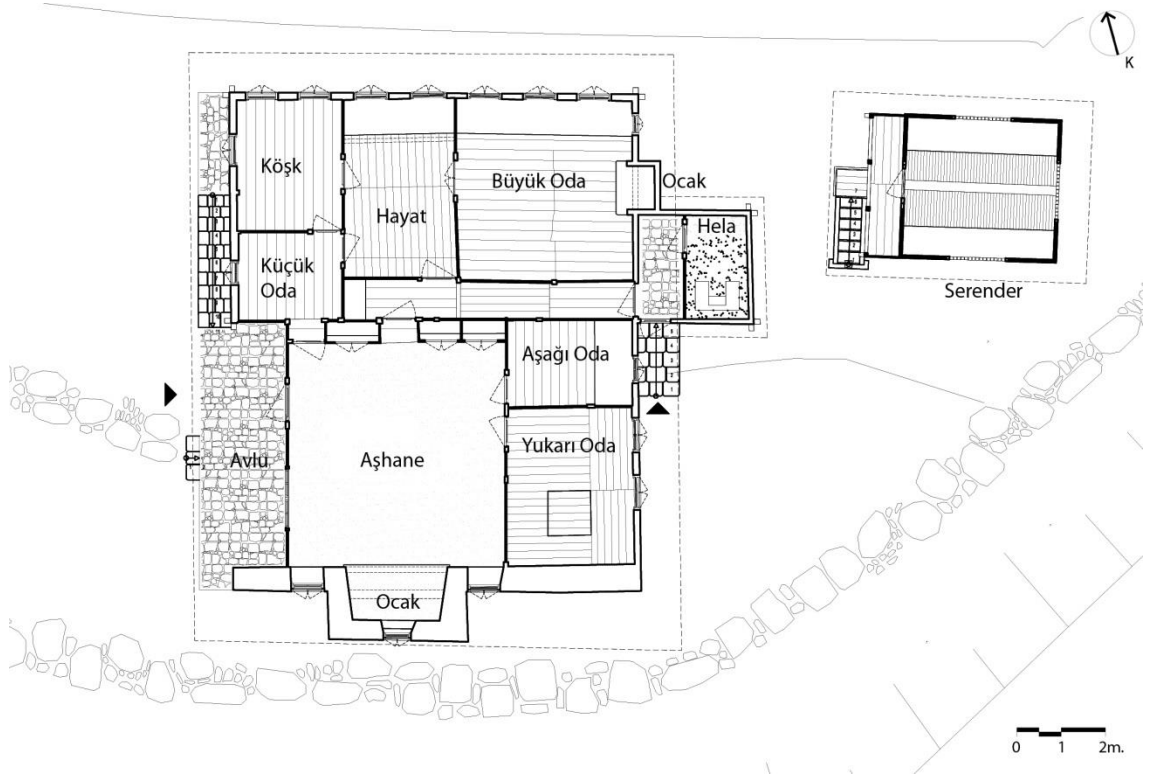 K
Köşk
Büyük Oda
Ocak
Hayat
Hela
Küçük
Oda
Serender
Aşağı Oda
Yukarı Oda
Avlu
Aşhane
Ocak
0 1 2m.